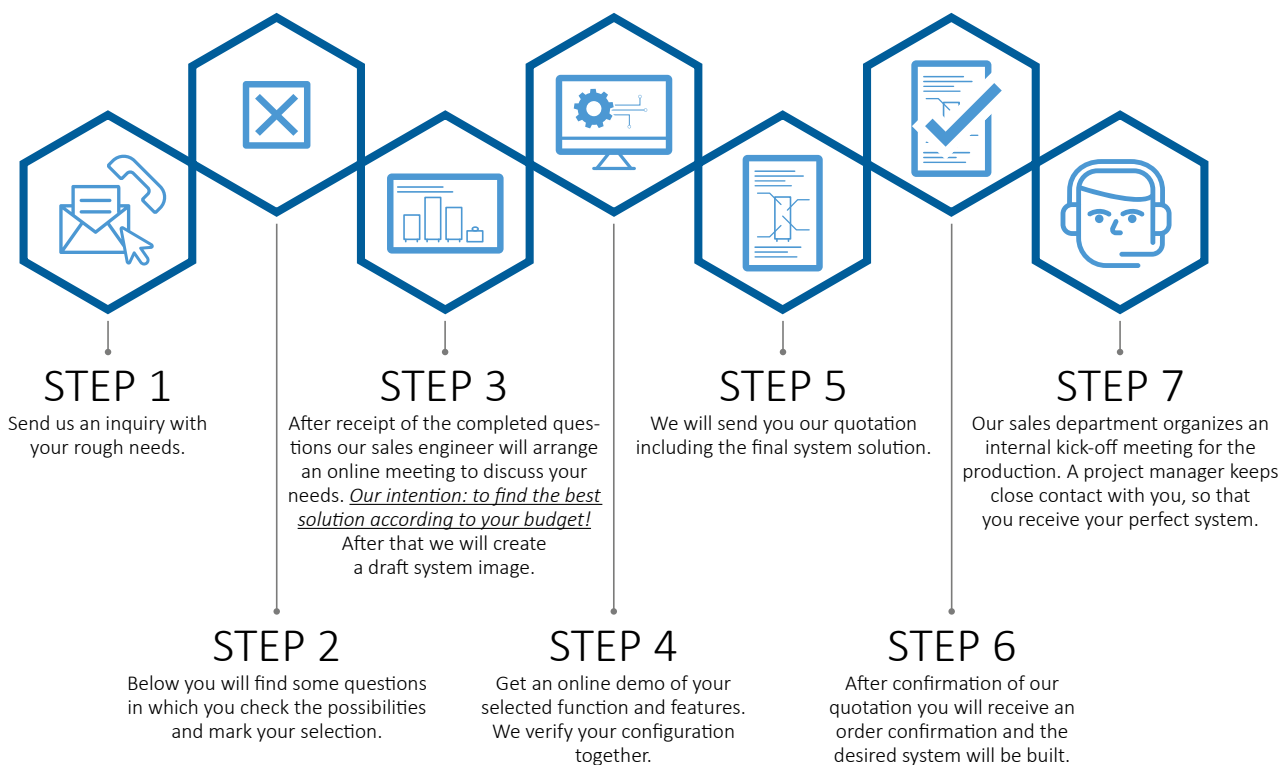 STEP 1
Send us an inquiry with
your rough needs.
STEP 2
Below you will find some questions
in which you check the possibilities
and mark your selection.
STEP 3
After receipt of the completed ques-
tions our sales engineer will arrange
an online meeting to discuss your
needs. Our intention: to find the best
solution according to your budget!
After that we will create
a draft system image.
STEP 4
Get an online demo of your
selected function and features.
We verify your configuration
together.
STEP 5
We will send you our quotation
including the final system solution.
STEP 6
After confirmation of our
quotation you will receive an
order confirmation and the
desired system will be built.
STEP 7
Our sales department organizes an
internal kick-off meeting for the
production. A project manager keeps
close contact with you, so that
you receive your perfect system.